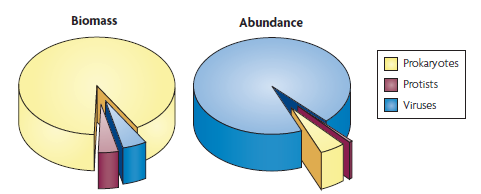 Biomass
Abundance
Prokaryotes
Protists
Viruses